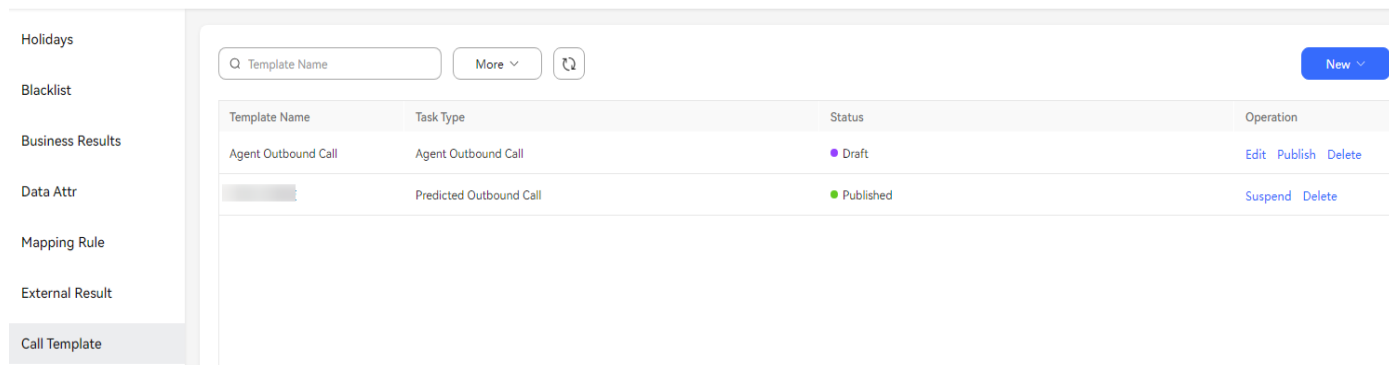 Holidays
Blacklist
Business Results
Data Attr
Mapping Rule
External Result
Call Template
Template Name More New
Template Name Task Type Status Operation
Agent Outbound Call Agent Outbound Call Draft Edit Publish Delete
Predicted Outbound Call Published Suspend Delete